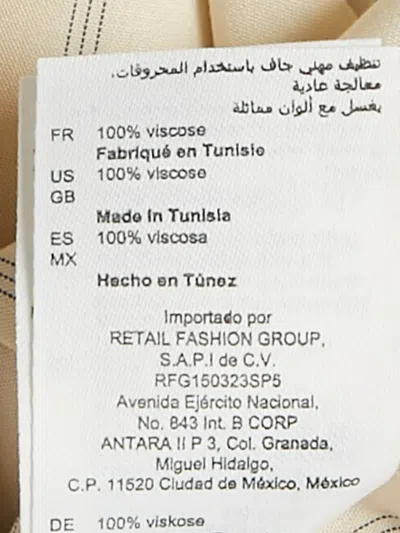 تنظيف مهني جاف باستخدام المحروقات،
معالجة عادية
يغسل مع ألوان مماثلة
FR 100% viscose
Fabriqué en Tunisie
US 100% viscose
GB
Made in Tunisia
ES 100% viscosa
MX
Hecho en Túnez
Importado por
RETAIL FASHION GROUP,
S.A.P.I de C.V.
RFG150323SP5
Avenida Ejército Nacional,
No. 843 Int. B CORP
ANTARA II P 3, Col. Granada,
Miguel Hidalgo,
C.P. 11520 Ciudad de México, México
DE 100% viskose